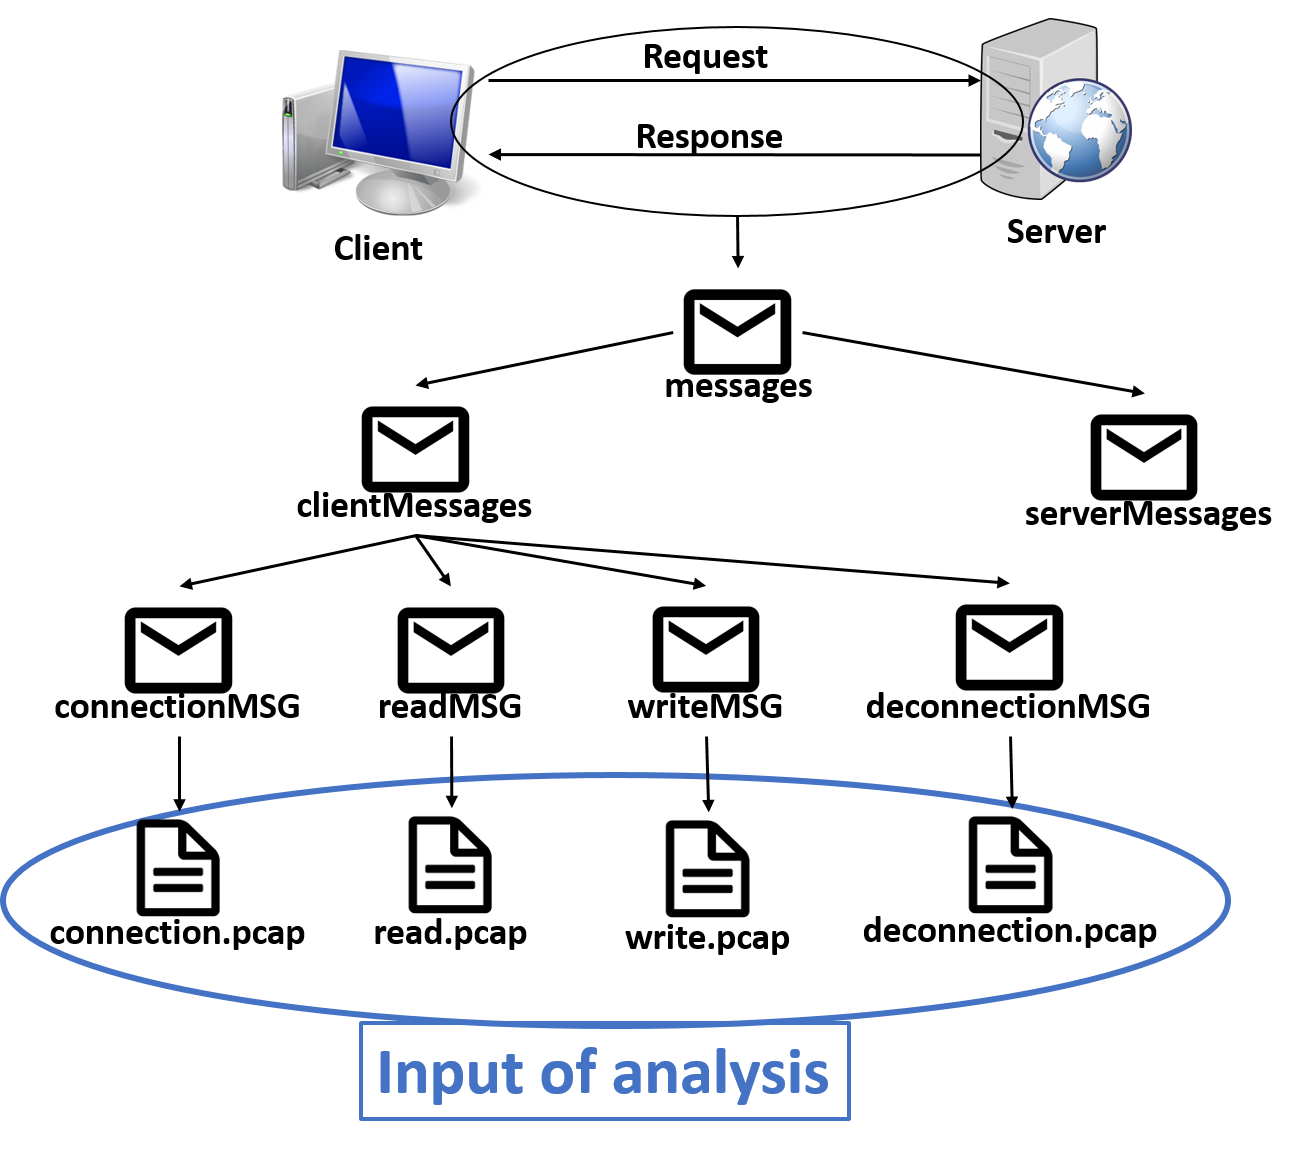 Request
Response
Client
Server
messages
clientMessages
serverMessages
connectionMSG
readMSG
writeMSG
deconnectionMSG
connection.pcap
read.pcap
write.pcap
deconnection.pcap
Input of analysis